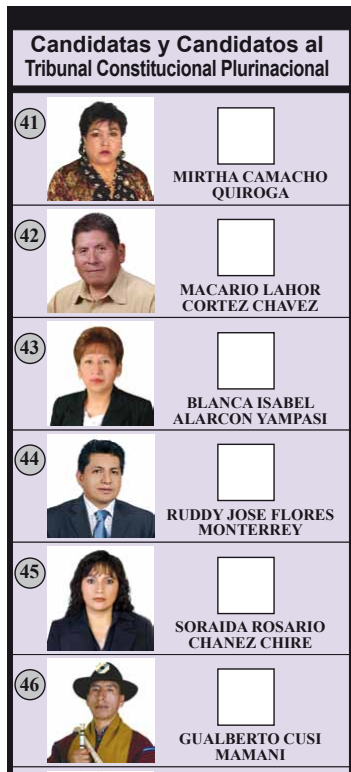 Candidatas y Candidatos al
Tribunal Constitucional Plurinacional
41
MIRTHA CAMACHO
QUIROGA
42
MACARIO LAHOR
CORTEZ CHAVEZ
43
BLANCA ISABEL
ALARCON YAMPASI
44
RUDDY JOSE FLORES
MONTERREY
45
SORAIDA ROSARIO
CHANEZ CHIRE
46
GUALBERTO CUSI
MAMANI